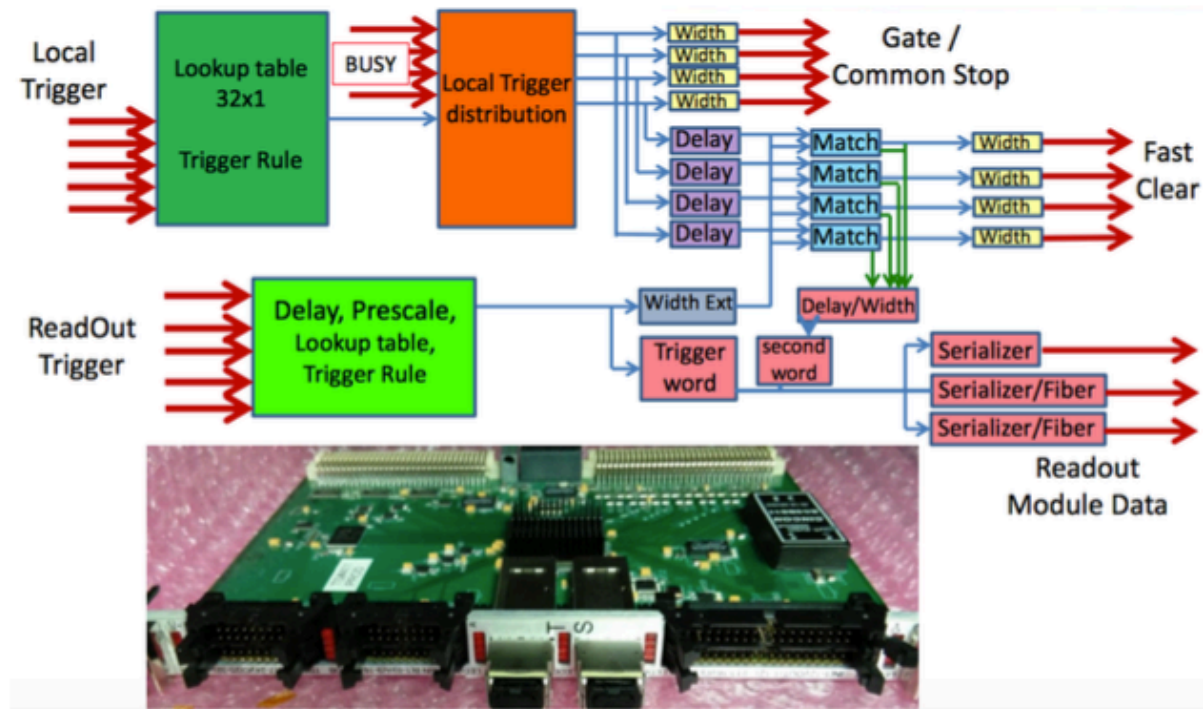 Local
Trigger
Lookup table
32x1
Trigger Rule
BUSY
Local Trigger
distribution
Width
Width
Width
Width
Gate /
Common Stop
Delay
Delay
Delay
Delay
Match
Match
Match
Match
Width
Width
Width
Width
Fast
Clear
ReadOut
Trigger
Delay, Prescale,
Lookup table,
Trigger Rule
Width Ext
Delay/Width
Trigger
word
second
word
Serializer
Serializer/Fiber
Serializer/Fiber
Readout
Module Data
TS